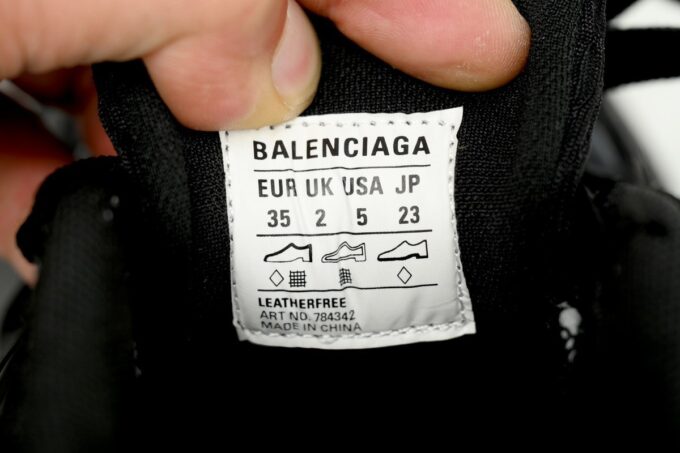 BALENCIAGA
EUR UK USA JP
35 2 5 23
LEATHERFREE
ART NO. 784342
MADE IN CHINA